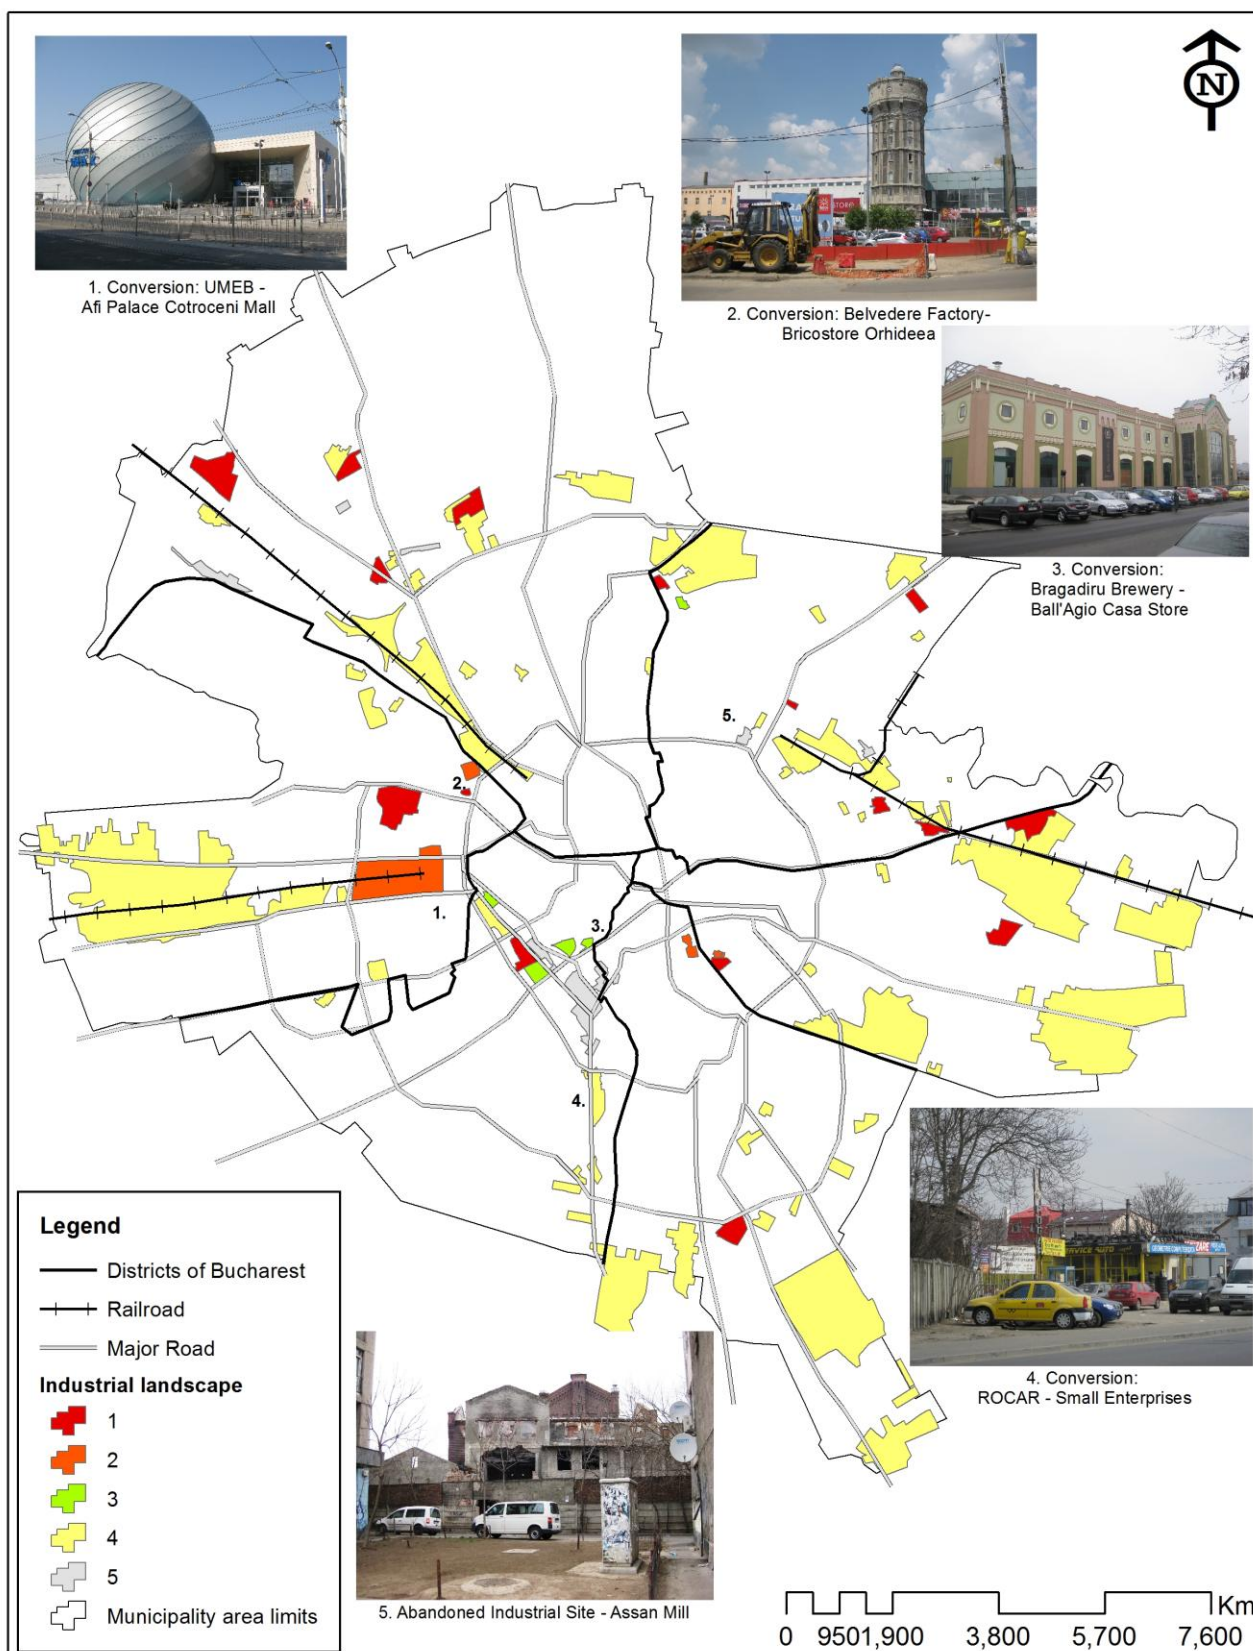 N
1. Conversion: UMEB -
Afi Palace Cotroceni Mall
2. Conversion: Belvedere Factory-
Bricostore Orhideea
3. Conversion:
Bragadiru Brewery -
Ball'Agio Casa Store
5.
2.
1.
3.
4.
SERVICE AUTO
ZARE
4. Conversion:
ROCAR - Small Enterprises
Legend
Districts of Bucharest
Railroad
Major Road
Industrial landscape
1
2
3
4
5
Municipality area limits
5. Abandoned Industrial Site - Assan Mill
Km
0 9501,900 3,800 5,700 7,600